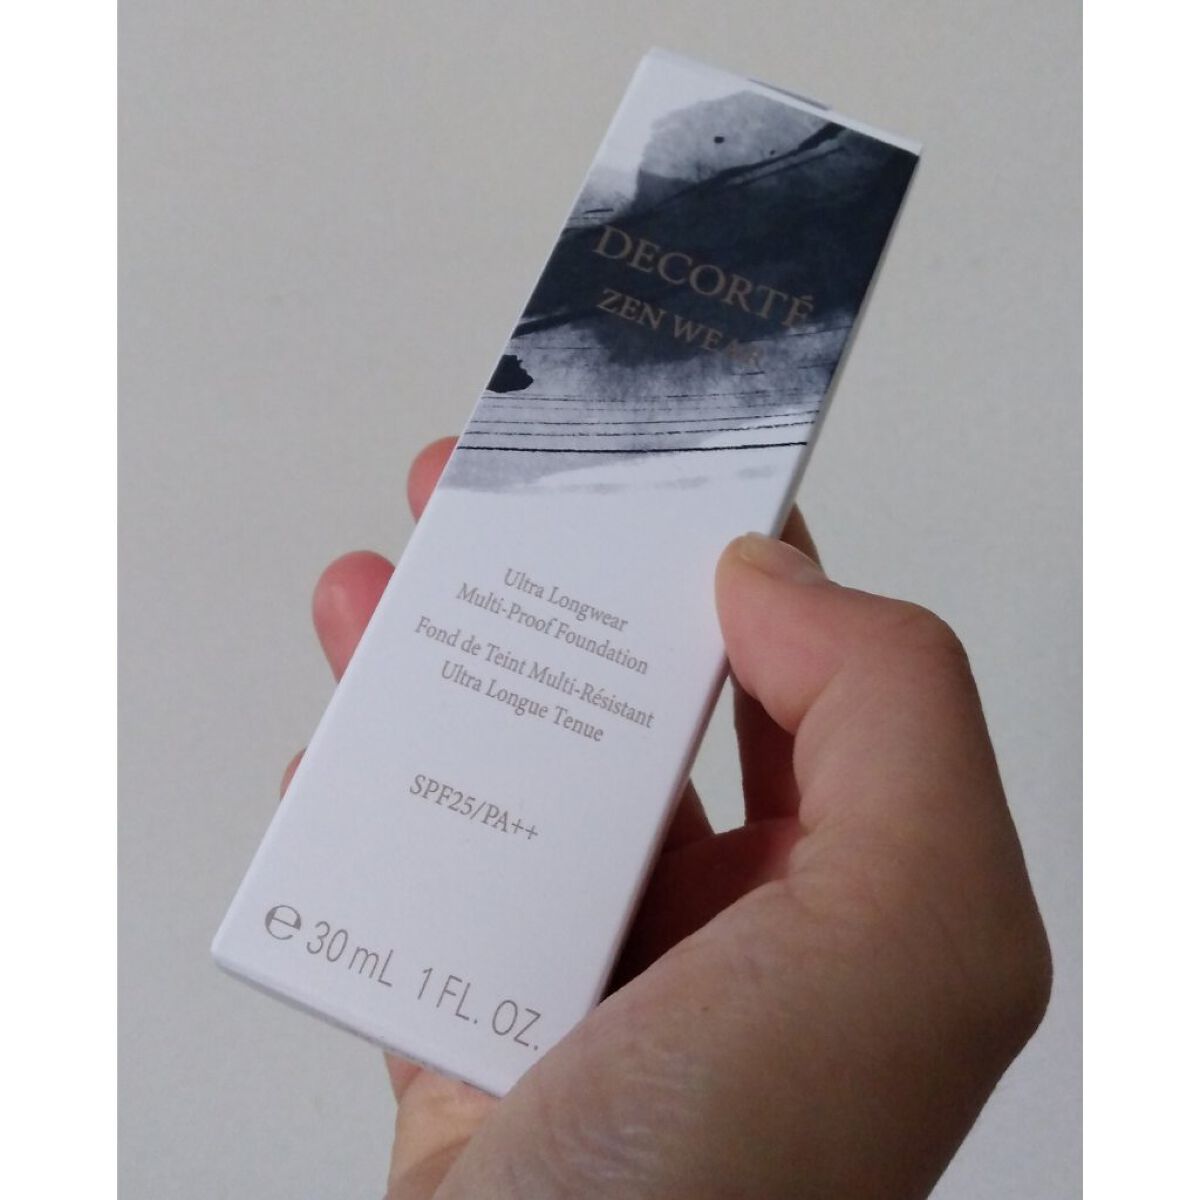 DECORTÉ
ZEN WEAR
Ultra Longwear
Multi-Proof Foundation
Fond de Teint Multi-Résistant
Ultra Longue Tenue
SPF25/PA++
℮ 30 mL 1 FL. OZ.